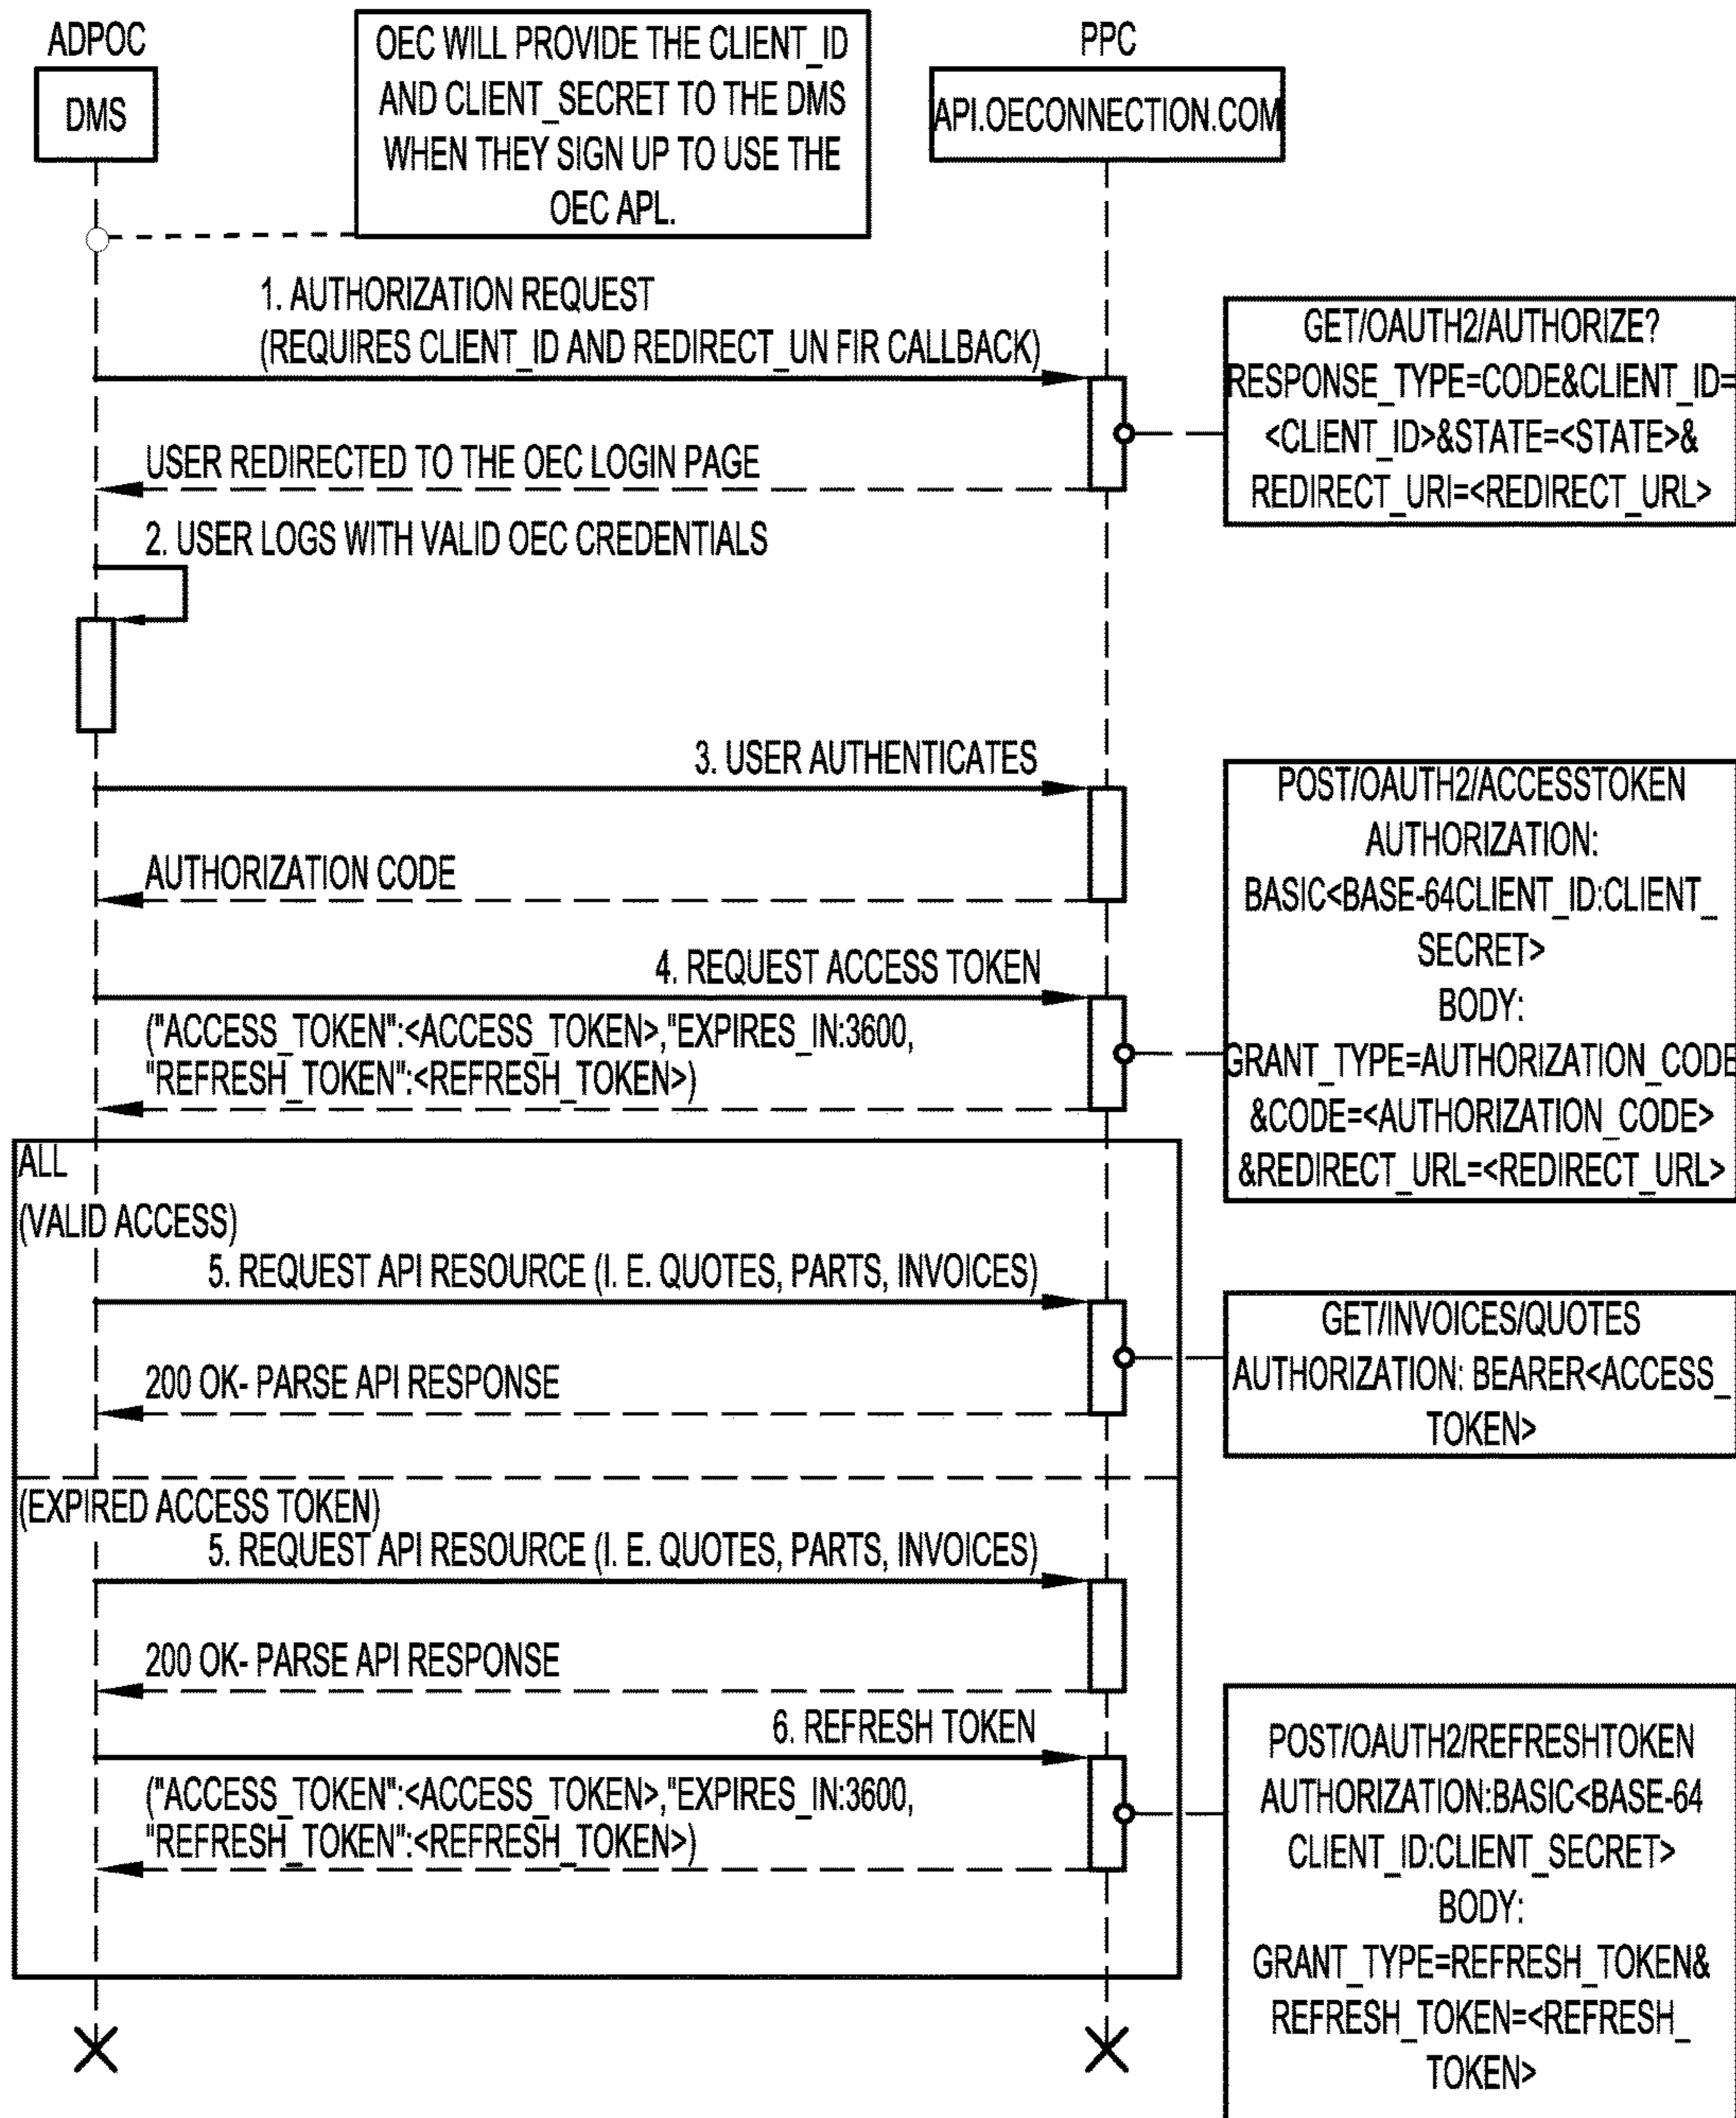 ADPOC
DMS
OEC WILL PROVIDE THE CLIENT_ID
AND CLIENT_SECRET TO THE DMS
WHEN THEY SIGN UP TO USE THE
OEC APL.
PPC
API.OECONNECTION.COM
1. AUTHORIZATION REQUEST
(REQUIRES CLIENT_ID AND REDIRECT_UN FIR CALLBACK)
GET/OAUTH2/AUTHORIZE?
RESPONSE_TYPE=CODE&CLIENT_ID=
<CLIENT_ID>&STATE=<STATE>&
REDIRECT_URI=<REDIRECT_URL>
USER REDIRECTED TO THE OEC LOGIN PAGE
2. USER LOGS WITH VALID OEC CREDENTIALS
3. USER AUTHENTICATES
AUTHORIZATION CODE
4. REQUEST ACCESS TOKEN
("ACCESS_TOKEN":<ACCESS_TOKEN>,"EXPIRES_IN:3600,
"REFRESH_TOKEN":<REFRESH_TOKEN>)
POST/OAUTH2/ACCESSTOKEN
AUTHORIZATION:
BASIC<BASE-64CLIENT_ID:CLIENT_
SECRET>
BODY:
GRANT_TYPE=AUTHORIZATION_CODE
&CODE=<AUTHORIZATION_CODE>
&REDIRECT_URL=<REDIRECT_URL>
ALL
(VALID ACCESS)
5. REQUEST API RESOURCE (I. E. QUOTES, PARTS, INVOICES)
200 OK- PARSE API RESPONSE
GET/INVOICES/QUOTES
AUTHORIZATION: BEARER<ACCESS_
TOKEN>
(EXPIRED ACCESS TOKEN)
5. REQUEST API RESOURCE (I. E. QUOTES, PARTS, INVOICES)
200 OK- PARSE API RESPONSE
6. REFRESH TOKEN
("ACCESS_TOKEN":<ACCESS_TOKEN>,"EXPIRES_IN:3600,
"REFRESH_TOKEN":<REFRESH_TOKEN>)
POST/OAUTH2/REFRESHTOKEN
AUTHORIZATION:BASIC<BASE-64
CLIENT_ID:CLIENT_SECRET>
BODY:
GRANT_TYPE=REFRESH_TOKEN&
REFRESH_TOKEN=<REFRESH_
TOKEN>